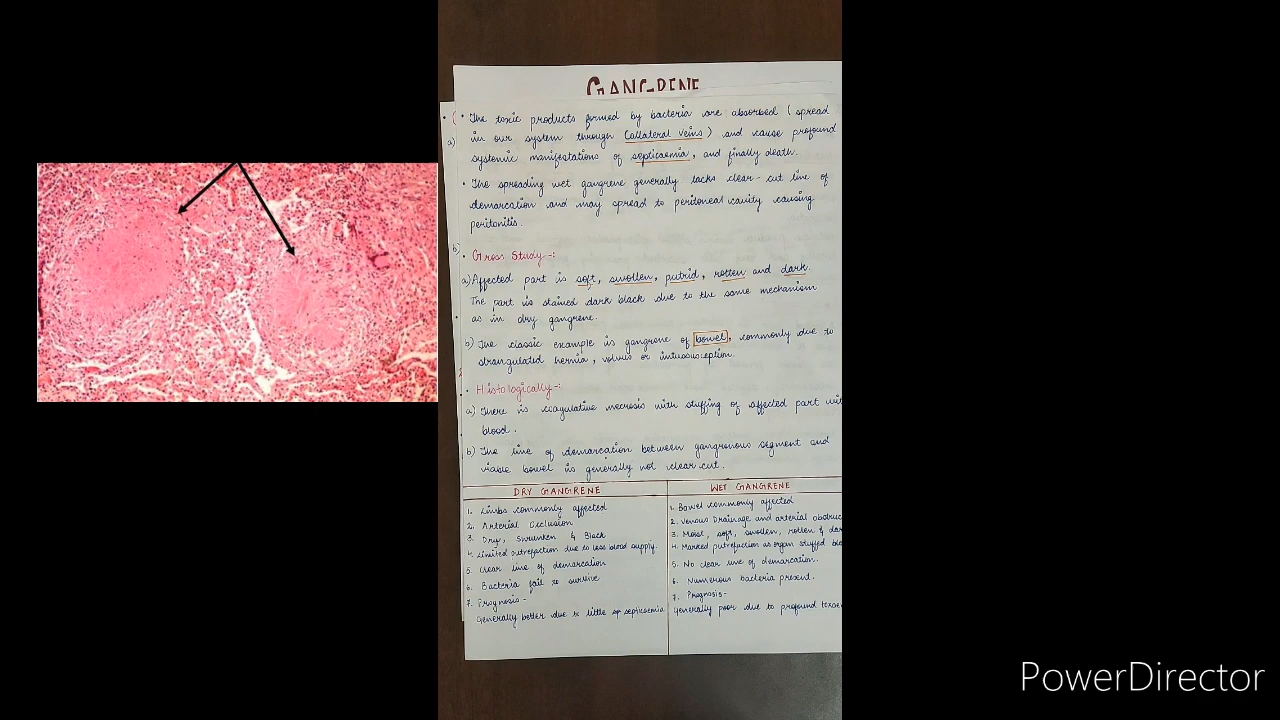 GANGRENE
• The toxic products formed by bacteria are absorbed (spread
in our system through Collateral veins) and cause profound
a)
systemic manifestations of septicaemia, and finally death.
• The spreading wet gangrene generally lacks clear-cut line of
demarcation and may spread to peritoneal cavity causing
peritonitis.
b)
• Gross Study-:
a) Affected part is soft, swollen, putrid, rotten and dark.
The part is stained dark black due to the same mechanism
as in dry gangrene.
b) The classic example is gangrene of bowel, commonly due to
strangulated hernia, volvus or intussusception.
• Histologically-:
a) There is coagulative necrosis with stuffing of affected part wit
blood.
b) The line of demarcation between gangronous segment and
viable bowel is generally not clear cut.
DRY GANGRENE
1. Limbs commonly affected
2. Arterial Occlusion
3. Dry, Shrunken & Black
4. Limited putrefaction due to less blood supply.
5. Clear line of demarcation
6. Bacteria fail to survive
7. Prognosis-
Generally better due to little septicaemia
WET GANGRENE
1. Bowel commonly affected
2. Venous Drainage and arterial obstruc
3. Moist, soft, swollen, rotten & dar
4. Marked putrefaction as organ stuffed blo
5. No clear line of demarcation.
6. Numerous bacteria present.
7. Prognosis-
Generally poor due to profound toxae
PowerDirector